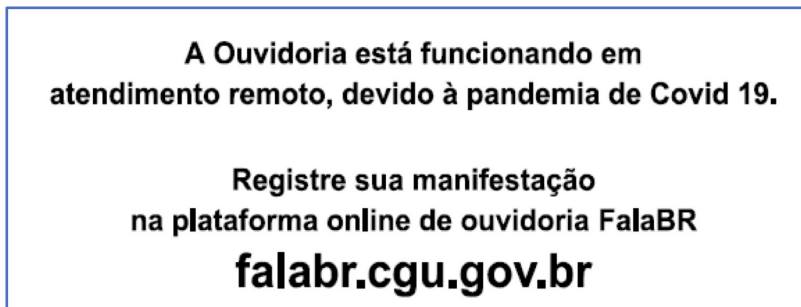 A Ouvidoria está funcionando em
atendimento remoto, devido à pandemia de Covid 19.
Registre sua manifestação
na plataforma online de ouvidoria FalaBR
falabr.cgu.gov.br